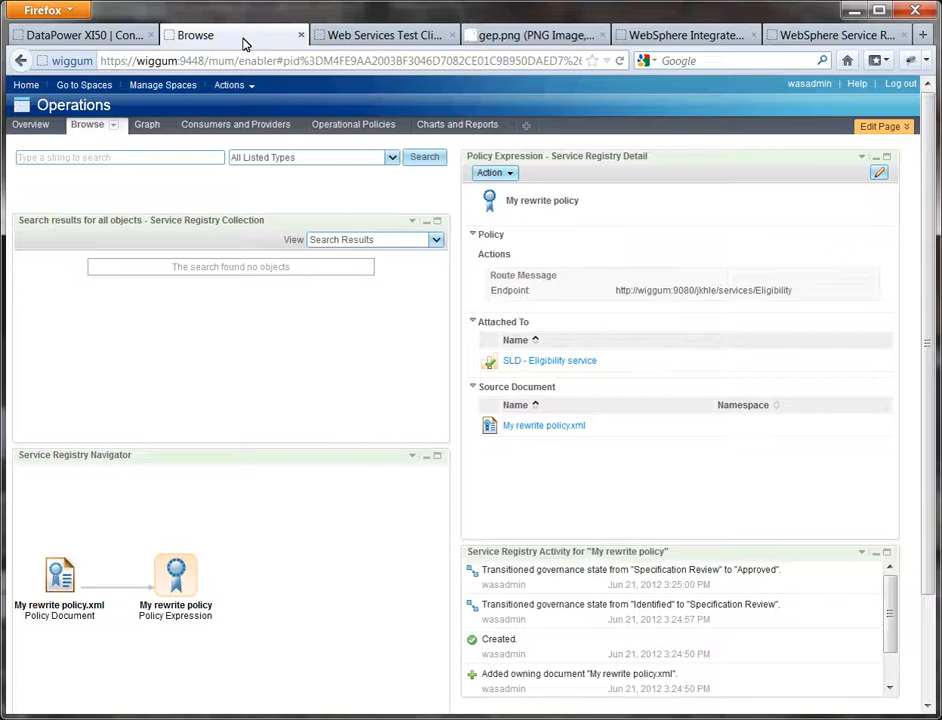 Firefox
DataPower XI50 | Con...
Browse
Web Services Test Cli...
gep.png (PNG Image,...
WebSphere Integrate...
WebSphere Service R...
wiggum
https://wiggum:9448/mum/enabler#pid%3DM4FE9AA2003BF3046D7082CE01C9B950DAED7%26
Google
Home
Go to Spaces
Manage Spaces
Actions
wasadmin
Help
Log out
Operations
Overview
Browse
Graph
Consumers and Providers
Operational Policies
Charts and Reports
Edit Page
Type a string to search
All Listed Types
Search
Search results for all objects - Service Registry Collection
View
Search Results
The search found no objects
Service Registry Navigator
My rewrite policy.xml
Policy Document
My rewrite policy
Policy Expression
Policy Expression - Service Registry Detail
Action
My rewrite policy
Policy
Actions
Route Message
Endpoint:
http://wiggum:9080/jkhle/services/Eligibility
Attached To
Name
SLD - Eligibility service
Source Document
Name
Namespace
My rewrite policy.xml
Service Registry Activity for "My rewrite policy"
Transitioned governance state from "Specification Review" to "Approved".
wasadmin
Jun 21, 2012 3:25:00 PM
Transitioned governance state from "Identified" to "Specification Review".
wasadmin
Jun 21, 2012 3:24:57 PM
Created.
wasadmin
Jun 21, 2012 3:24:50 PM
Added owning document "My rewrite policy.xml".
wasadmin
Jun 21, 2012 3:24:50 PM